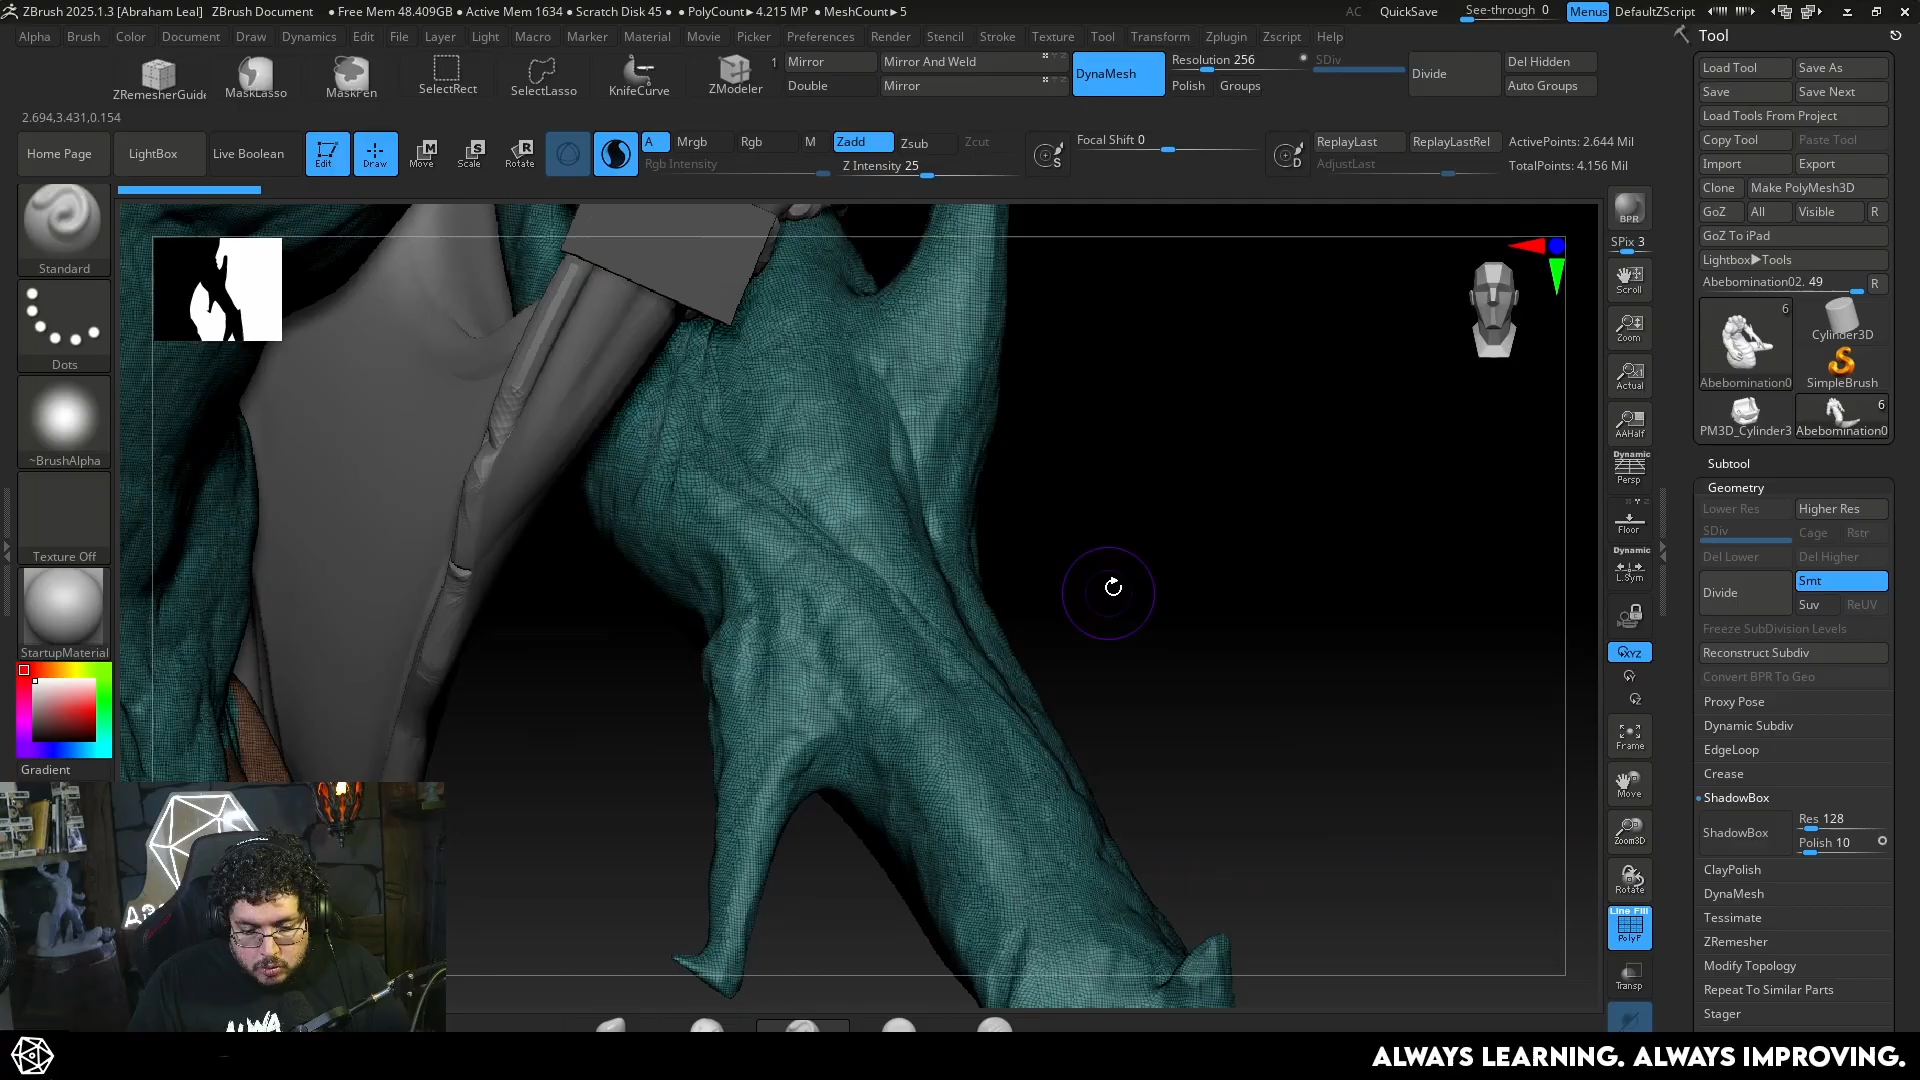 ZBrush 2025.1.3 [Abraham Leal] ZBrush Document ● Free Mem 48.409GB ● Active Mem 1634 ● Scratch Disk 45 ● ● PolyCount► 4.215 MP ● MeshCount► 5 AC QuickSave See-through 0 Menus DefaultZScript
Alpha Brush Color Document Draw Dynamics Edit File Layer Light Macro Marker Material Movie Picker Preferences Render Stencil Stroke Texture Tool Transform Zplugin Zscript Help
ZRemesherGuide MaskLasso MaskPen SelectRect SelectLasso KnifeCurve ZModeler 1
Mirror Mirror And Weld
Double Mirror
DynaMesh Resolution 256
Polish Groups
SDiv Divide
Del Hidden
Auto Groups
2.694,3.431,0.154
Home Page LightBox Live Boolean Edit Draw Move Scale Rotate
A Mrgb Rgb M Zadd Zsub Zcut
Rgb Intensity Z Intensity 25
S Focal Shift 0 D
ReplayLast ReplayLastRel ActivePoints: 2.644 Mil
AdjustLast TotalPoints: 4.156 Mil
Standard
Dots
~BrushAlpha
Texture Off
StartupMaterial
Gradient
BPR
SPix 3
Scroll
Zoom
Actual
AAHalf
Dynamic
Persp
Floor
Dynamic
L.Sym
XYZ
Y
Z
Frame
Move
Zoom3D
Rotate
Line Fill
PolyF
Transp
Tool
Load Tool Save As
Save Save Next
Load Tools From Project
Copy Tool Paste Tool
Import Export
Clone Make PolyMesh3D
GoZ All Visible R
GoZ To iPad
Lightbox►Tools
Abebomination02. 49 R
6
Cylinder3D
Abebomination0 SimpleBrush
6
PM3D_Cylinder3 Abebomination0
Subtool
Geometry
Lower Res Higher Res
SDiv Cage Rstr
Del Lower Del Higher
Divide Smt
Suv ReUV
Freeze SubDivision Levels
Reconstruct Subdiv
Convert BPR To Geo
Proxy Pose
Dynamic Subdiv
EdgeLoop
Crease
ShadowBox
ShadowBox Res 128
Polish 10
ClayPolish
DynaMesh
Tessimate
ZRemesher
Modify Topology
Repeat To Similar Parts
Stager
ALWAYS LEARNING. ALWAYS IMPROVING.